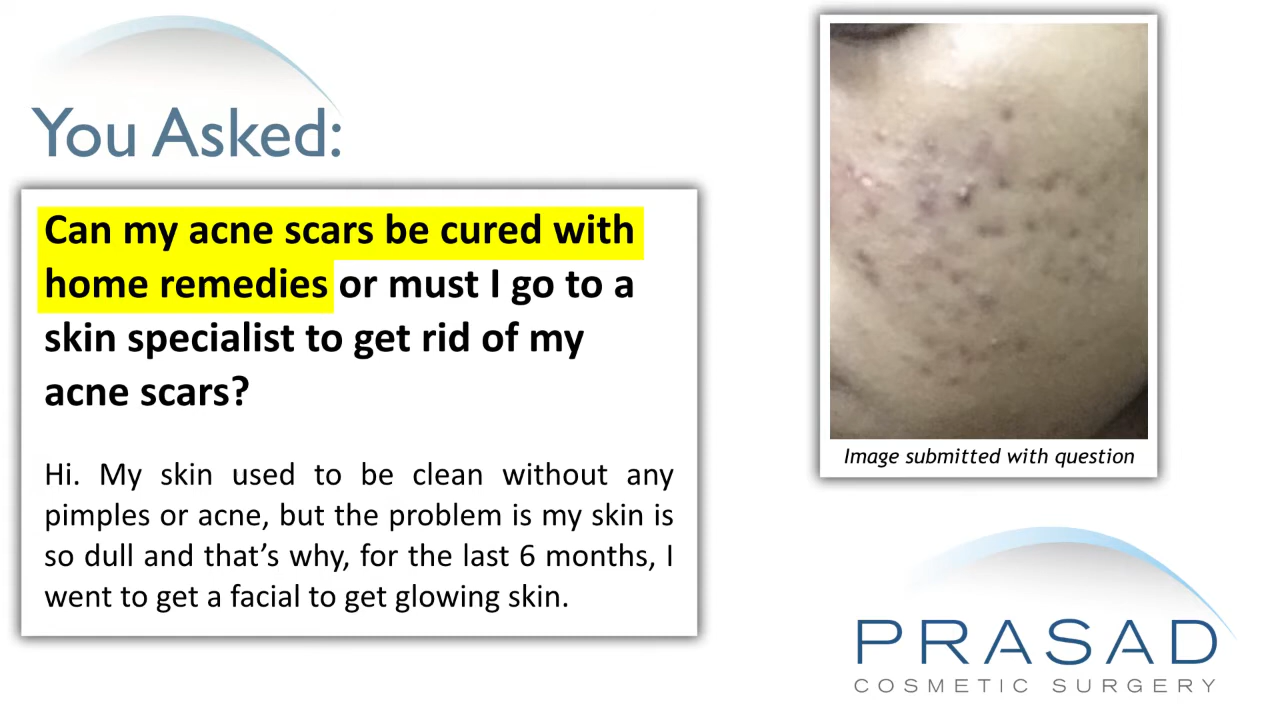 You Asked:
Can my acne scars be cured with
home remedies or must I go to a
skin specialist to get rid of my
acne scars?
Hi. My skin used to be clean without any
pimples or acne, but the problem is my skin is
so dull and that’s why, for the last 6 months, I
went to get a facial to get glowing skin.
Image submitted with question
PRASAD
COSMETIC SURGERY